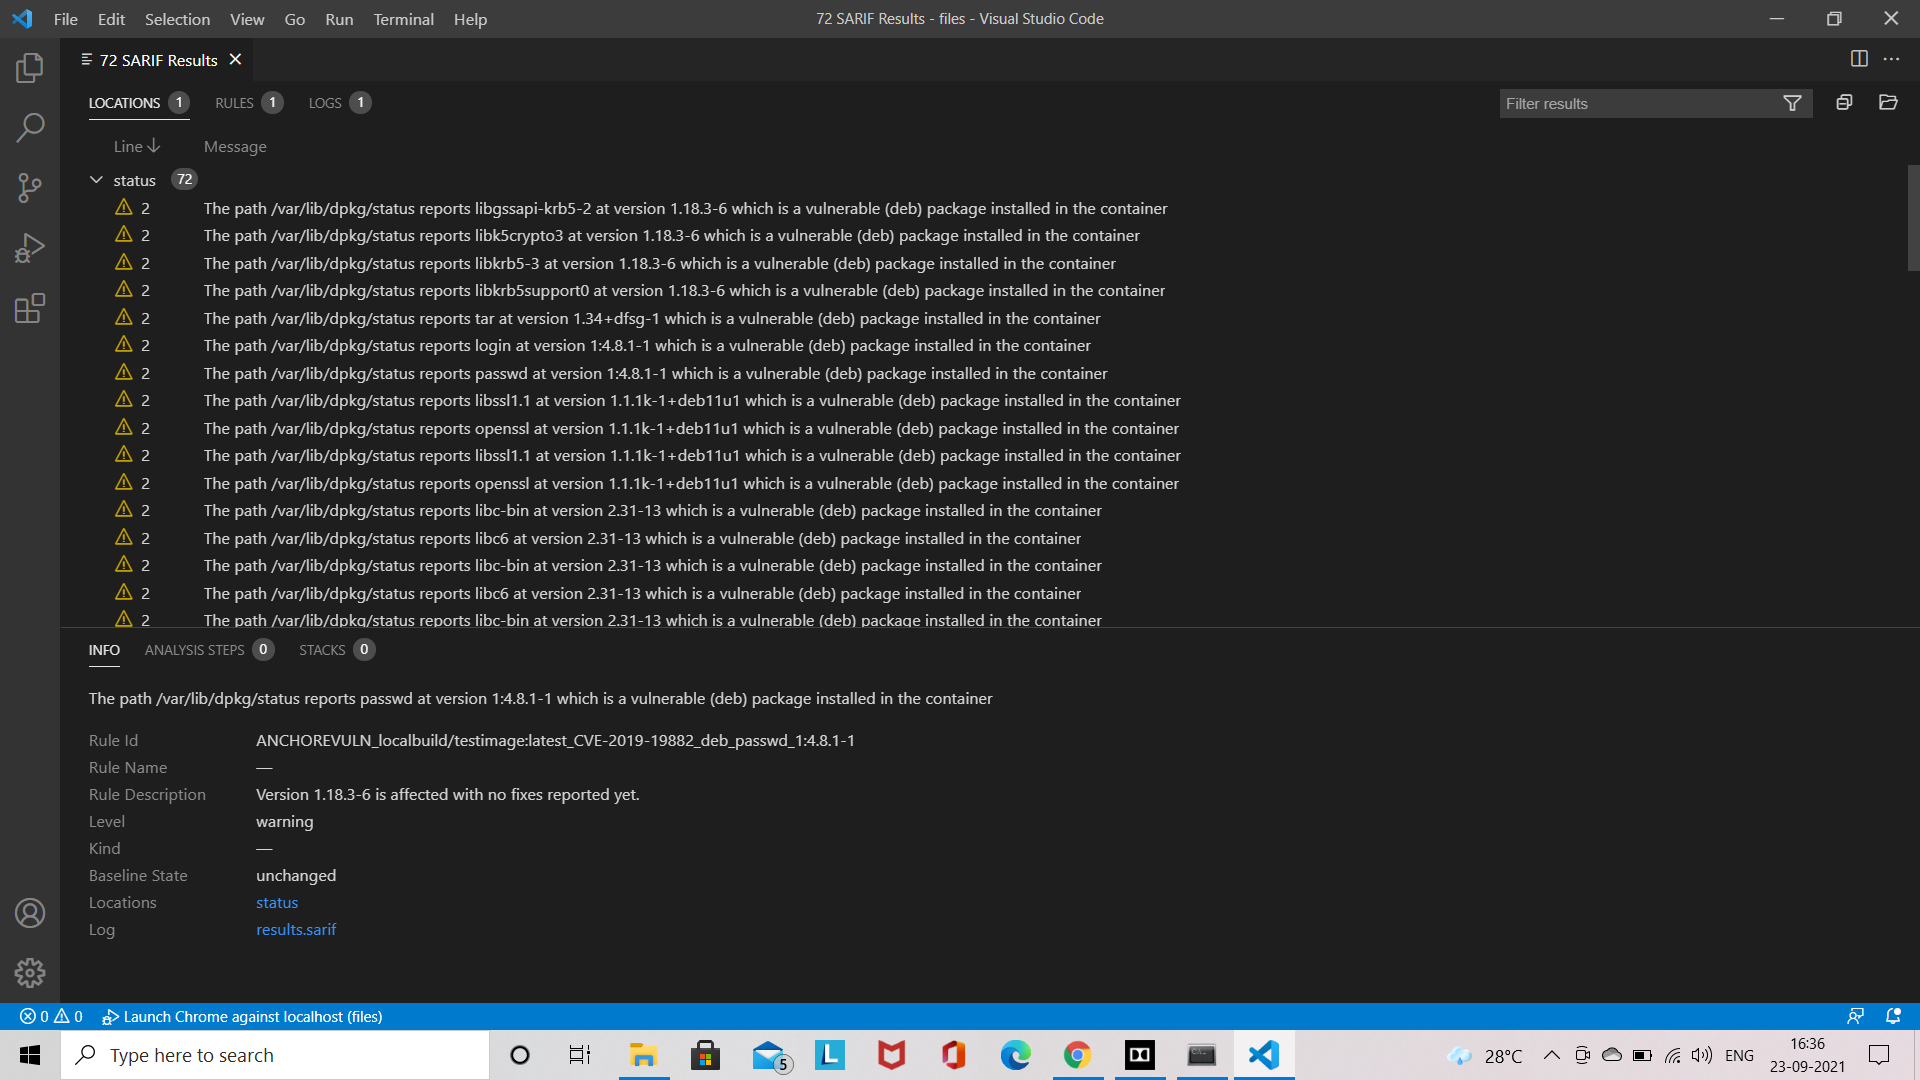 File Edit Selection View Go Run Terminal Help
72 SARIF Results - files - Visual Studio Code
72 SARIF Results
LOCATIONS 1 RULES 1 LOGS 1
Filter results
Line Message
status 72
2 The path /var/lib/dpkg/status reports libgssapi-krb5-2 at version 1.18.3-6 which is a vulnerable (deb) package installed in the container
2 The path /var/lib/dpkg/status reports libk5crypto3 at version 1.18.3-6 which is a vulnerable (deb) package installed in the container
2 The path /var/lib/dpkg/status reports libkrb5-3 at version 1.18.3-6 which is a vulnerable (deb) package installed in the container
2 The path /var/lib/dpkg/status reports libkrb5support0 at version 1.18.3-6 which is a vulnerable (deb) package installed in the container
2 The path /var/lib/dpkg/status reports tar at version 1.34+dfsg-1 which is a vulnerable (deb) package installed in the container
2 The path /var/lib/dpkg/status reports login at version 1:4.8.1-1 which is a vulnerable (deb) package installed in the container
2 The path /var/lib/dpkg/status reports passwd at version 1:4.8.1-1 which is a vulnerable (deb) package installed in the container
2 The path /var/lib/dpkg/status reports libssl1.1 at version 1.1.1k-1+deb11u1 which is a vulnerable (deb) package installed in the container
2 The path /var/lib/dpkg/status reports openssl at version 1.1.1k-1+deb11u1 which is a vulnerable (deb) package installed in the container
2 The path /var/lib/dpkg/status reports libssl1.1 at version 1.1.1k-1+deb11u1 which is a vulnerable (deb) package installed in the container
2 The path /var/lib/dpkg/status reports openssl at version 1.1.1k-1+deb11u1 which is a vulnerable (deb) package installed in the container
2 The path /var/lib/dpkg/status reports libc-bin at version 2.31-13 which is a vulnerable (deb) package installed in the container
2 The path /var/lib/dpkg/status reports libc6 at version 2.31-13 which is a vulnerable (deb) package installed in the container
2 The path /var/lib/dpkg/status reports libc-bin at version 2.31-13 which is a vulnerable (deb) package installed in the container
2 The path /var/lib/dpkg/status reports libc6 at version 2.31-13 which is a vulnerable (deb) package installed in the container
2 The path /var/lib/dpkg/status reports libc-bin at version 2.31-13 which is a vulnerable (deb) package installed in the container
INFO ANALYSIS STEPS 0 STACKS 0
The path /var/lib/dpkg/status reports passwd at version 1:4.8.1-1 which is a vulnerable (deb) package installed in the container
Rule Id ANCHOREVULN_localbuild/testimage:latest_CVE-2019-19882_deb_passwd_1:4.8.1-1
Rule Name —
Rule Description Version 1.18.3-6 is affected with no fixes reported yet.
Level warning
Kind —
Baseline State unchanged
Locations status
Log results.sarif
0 0 Launch Chrome against localhost (files)
Type here to search
5
L
28°C
ENG
16:36
23-09-2021